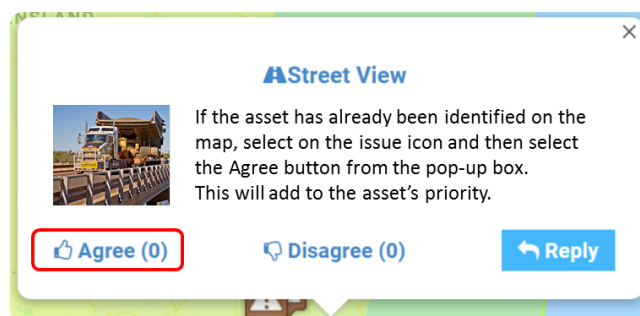 ×
Street View
If the asset has already been identified on the
map, select on the issue icon and then select
the Agree button from the pop-up box.
This will add to the asset's priority.
Agree (0)
Disagree (0)
Reply